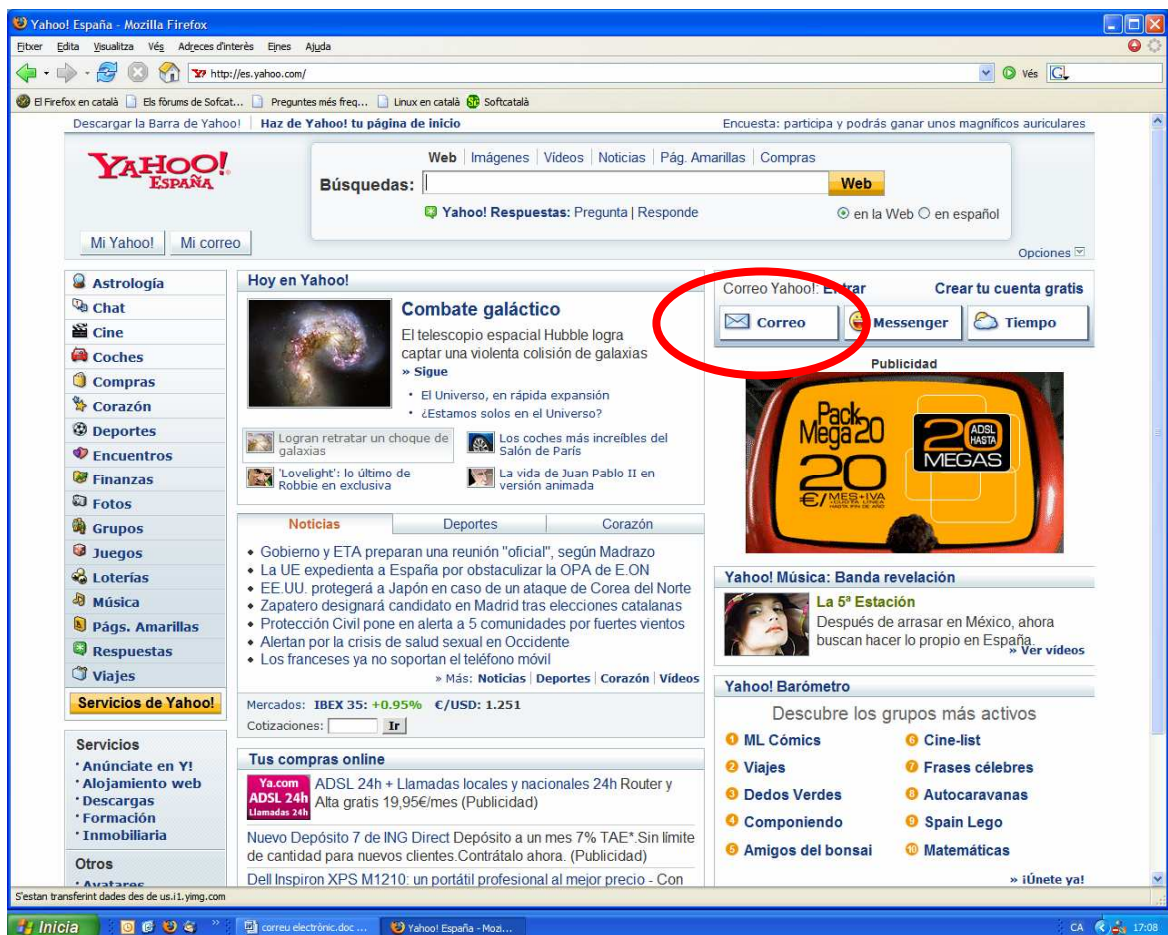 Yahoo! España - Mozilla Firefox
Fitxer Edita Visualitza Vés Adreces d'interès Eines Ajuda
http://es.yahoo.com/ Vés
El Firefox en català Els fòrums de Sofcat... Preguntes més freq... Linux en català Softcatalà
Descargar la Barra de Yahoo! | Haz de Yahoo! tu página de inicio
Encuesta: participa y podrás ganar unos magníficos auriculares
YAHOO!
ESPAÑA
Web | Imágenes | Vídeos | Noticias | Pág. Amarillas | Compras
Búsquedas: Web
Yahoo! Respuestas: Pregunta | Responde
en la Web en español
Mi Yahoo! Mi correo
Opciones
Astrología
Chat
Cine
Coches
Compras
Corazón
Deportes
Encuentros
Finanzas
Fotos
Grupos
Juegos
Loterías
Música
Págs. Amarillas
Respuestas
Viajes
Servicios de Yahoo!
Servicios
Anúnciate en Y!
Alojamiento web
Descargas
Formación
Inmobiliaria
Otros
Avatares
Hoy en Yahoo!
Combate galáctico
El telescopio espacial Hubble logra
captar una violenta colisión de galaxias
» Sigue
• El Universo, en rápida expansión
• ¿Estamos solos en el Universo?
Logran retratar un choque de
galaxias
Los coches más increíbles del
Salón de París
'Lovelight': lo último de
Robbie en exclusiva
La vida de Juan Pablo II en
versión animada
Noticias Deportes Corazón
Gobierno y ETA preparan una reunión "oficial", según Madrazo
La UE expedienta a España por obstaculizar la OPA de E.ON
EE.UU. protegerá a Japón en caso de un ataque de Corea del Norte
Zapatero designará candidato en Madrid tras elecciones catalanas
Protección Civil pone en alerta a 5 comunidades por fuertes vientos
Alertan por la crisis de salud sexual en Occidente
Los franceses ya no soportan el teléfono móvil
» Más: Noticias | Deportes | Corazón | Vídeos
Mercados: IBEX 35: +0.95% €/USD: 1.251
Cotizaciones: Ir
Tus compras online
Ya.com
ADSL 24h
Llamadas 24h
ADSL 24h + Llamadas locales y nacionales 24h Router y
Alta gratis 19,95€/mes (Publicidad)
Nuevo Depósito 7 de ING Direct Depósito a un mes 7% TAE*.Sin límite
de cantidad para nuevos clientes.Contrátalo ahora. (Publicidad)
Dell Inspiron XPS M1210: un portátil profesional al mejor precio - Con
Correo Yahoo!: Entrar Crear tu cuenta gratis
Correo Messenger Tiempo
Publicidad
Pack
Mega 20
20
€/MES+IVA
+CUOTA LÍNEA
HASTA FIN DE AÑO
20 ADSL HASTA
MEGAS
Yahoo! Música: Banda revelación
La 5ª Estación
Después de arrasar en México, ahora
buscan hacer lo propio en España.
» Ver vídeos
Yahoo! Barómetro
Descubre los grupos más activos
1 ML Cómics
2 Viajes
3 Dedos Verdes
4 Componiendo
5 Amigos del bonsai
6 Cine-list
7 Frases célebres
8 Autocaravanas
9 Spain Lego
10 Matemáticas
» ¡Únete ya!
S'estan transferint dades des de us.i1.yimg.com
Inicia correu electrònic.doc ... Yahoo! España - Mozi... CA 17:08